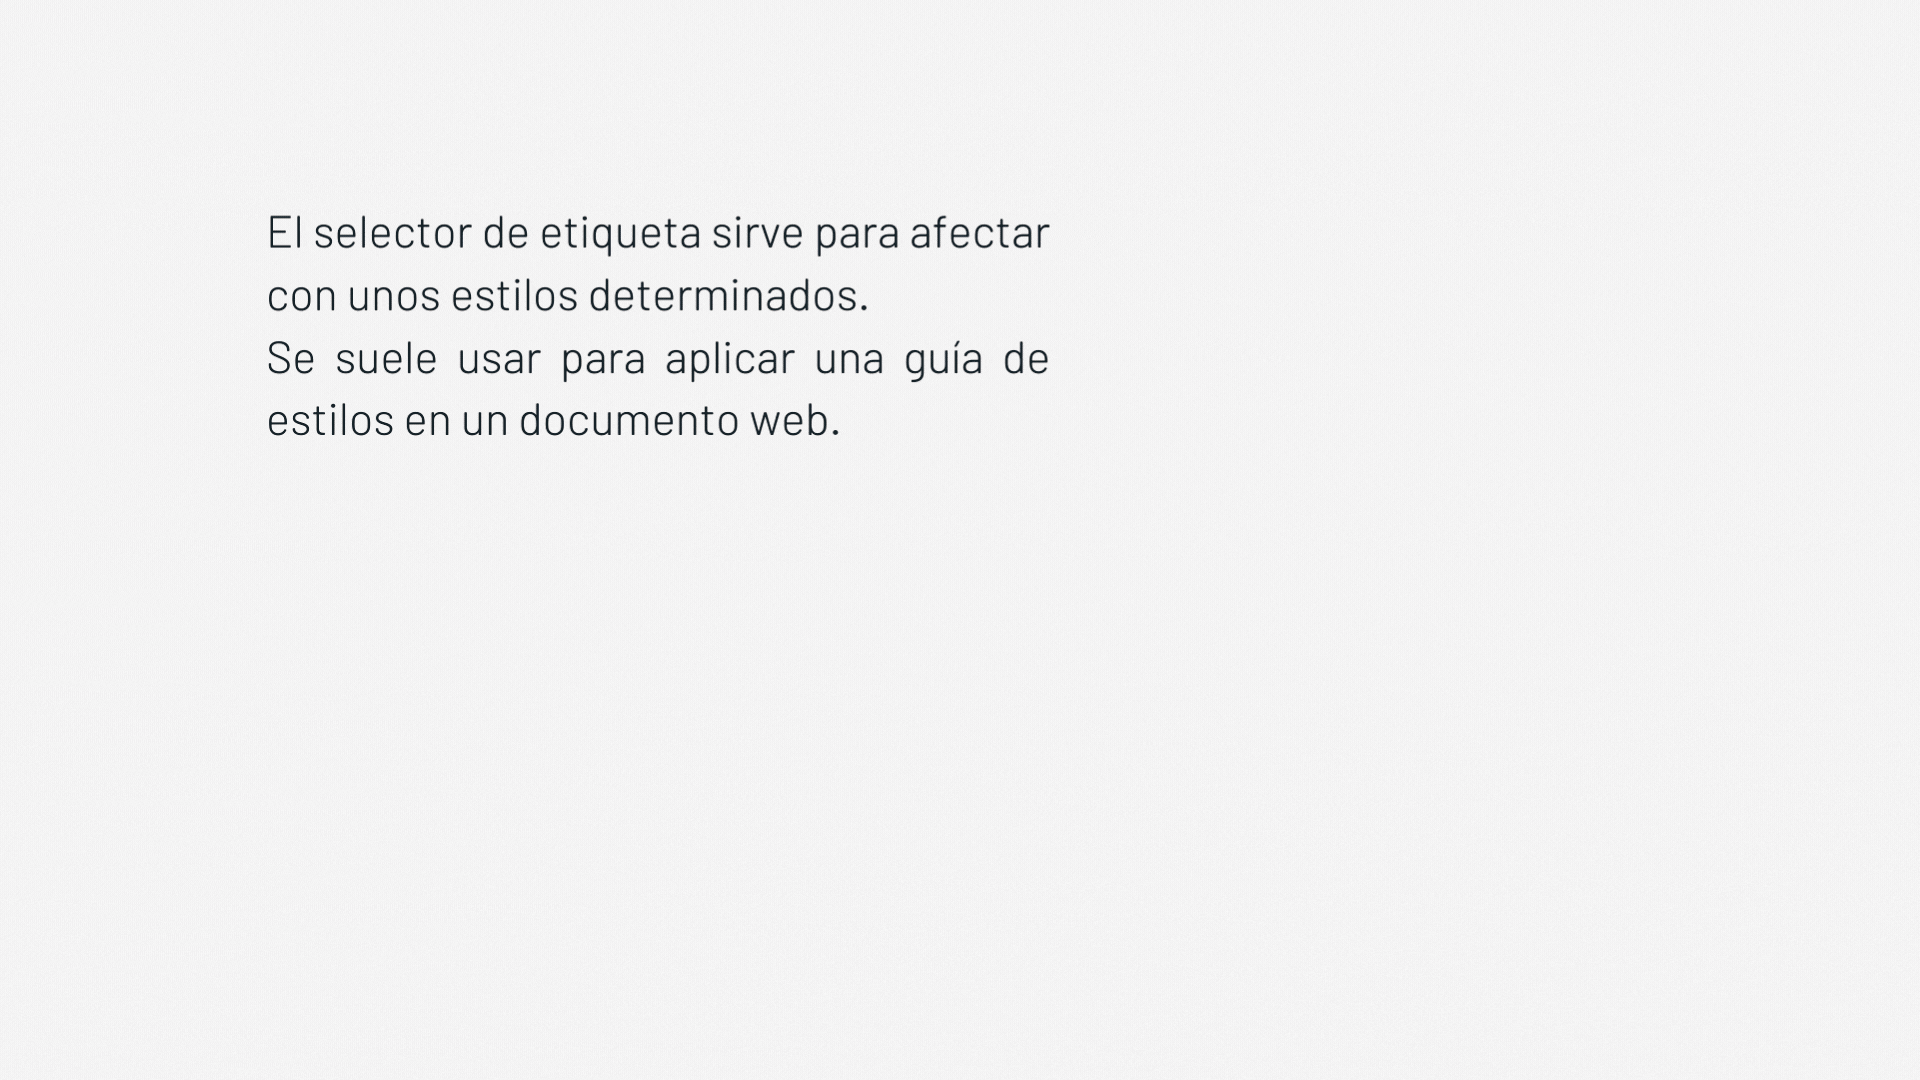 El selector de etiqueta sirve para afectar
con unos estilos determinados.
Se suele usar para aplicar una guía de
estilos en un documento web.